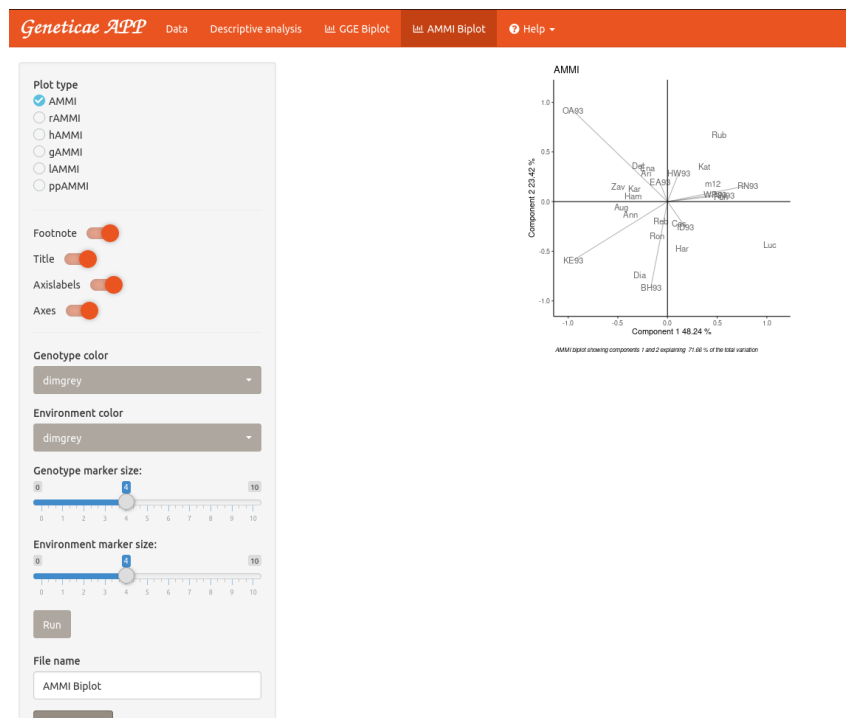 Geneticae APP Data Descriptive analysis GGE Biplot AMMI Biplot Help
Plot type
AMMI
rAMMI
hAMMI
gAMMI
lAMMI
ppAMMI
Footnote
Title
Axislabels
Axes
Genotype color
dimgrey
Environment color
dimgrey
Genotype marker size:
0 4 10
0 1 2 3 4 5 6 7 8 9 10
Environment marker size:
0 4 10
0 1 2 3 4 5 6 7 8 9 10
Run
File name
AMMI Biplot
AMMI
1.0
OA93
Rub
0.5
Kat
Ena
HW93
EA93
m12
RN93
Zav Kar
Ham
0.0
Aug
Ann
Reb
Ron
Har
Luc
-0.5
KE93
Dia
BH93
-1.0
Component 2 23.42 %
-1.0 -0.5 0.0 0.5 1.0
Component 1 48.24 %
AMMI biplot showing components 1 and 2 explaining 71.66 % of the total variation